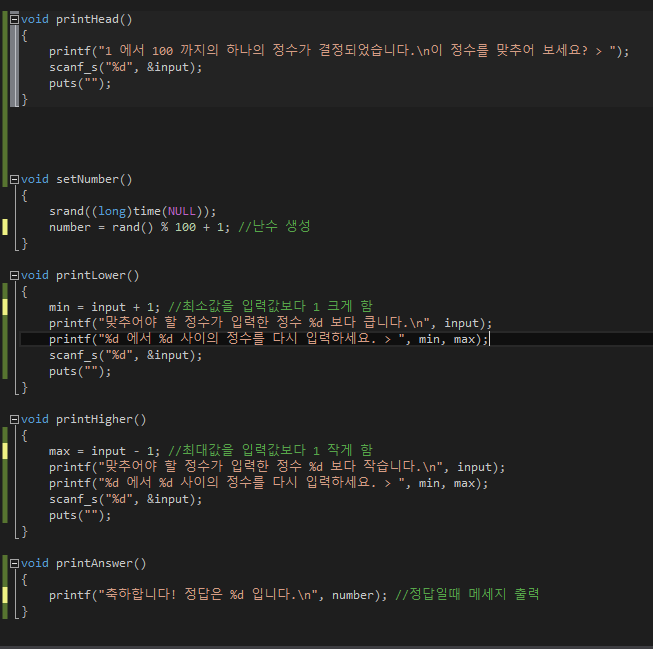 void printHead()
{
printf("1 에서 100 까지의 하나의 정수가 결정되었습니다.\n이 정수를 맞추어 보세요? > ");
scanf_s("%d", &input);
puts("");
}
void setNumber()
{
srand((long)time(NULL));
number = rand() % 100 + 1; //난수 생성
}
void printLower()
{
min = input + 1; //최소값을 입력값보다 1 크게 함
printf("맞추어야 할 정수가 입력한 정수 %d 보다 큽니다.\n", input);
printf("%d 에서 %d 사이의 정수를 다시 입력하세요. > ", min, max);
scanf_s("%d", &input);
puts("");
}
void printHigher()
{
max = input - 1; //최대값을 입력값보다 1 작게 함
printf("맞추어야 할 정수가 입력한 정수 %d 보다 작습니다.\n", input);
printf("%d 에서 %d 사이의 정수를 다시 입력하세요. > ", min, max);
scanf_s("%d", &input);
puts("");
}
void printAnswer()
{
printf("축하합니다! 정답은 %d 입니다.\n", number); //정답일때 메세지 출력
}